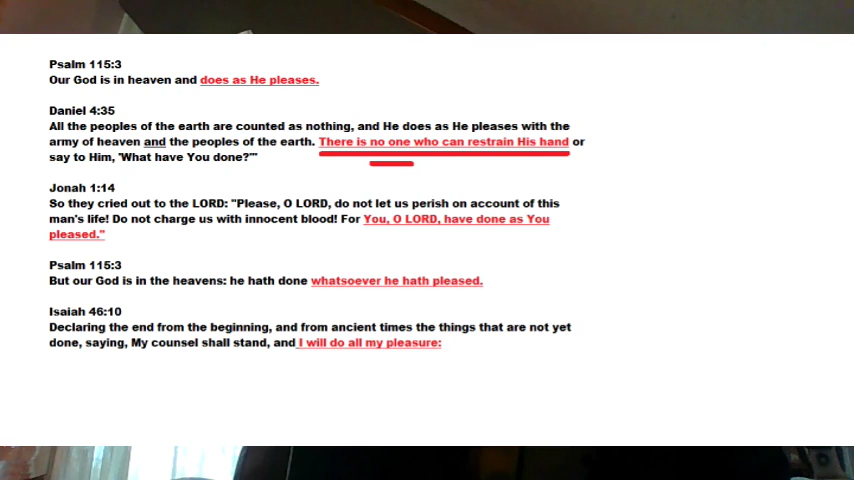 Psalm 115:3
Our God is in heaven and does as He pleases.
Daniel 4:35
All the peoples of the earth are counted as nothing, and He does as He pleases with the
army of heaven and the peoples of the earth. There is no one who can restrain His hand or
say to Him, 'What have You done?'"
Jonah 1:14
So they cried out to the LORD: "Please, O LORD, do not let us perish on account of this
man's life! Do not charge us with innocent blood! For You, O LORD, have done as You
pleased."
Psalm 115:3
But our God is in the heavens: he hath done whatsoever he hath pleased.
Isaiah 46:10
Declaring the end from the beginning, and from ancient times the things that are not yet
done, saying, My counsel shall stand, and I will do all my pleasure: